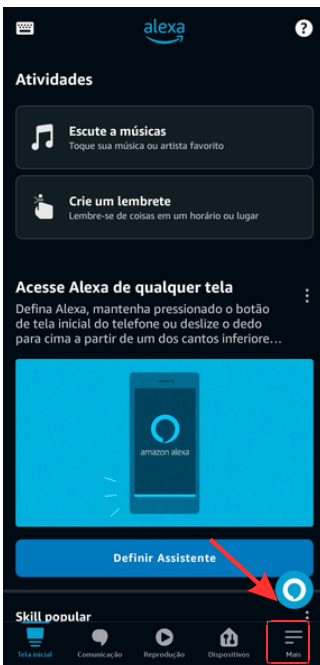 alexa
?
Atividades
Escute a músicas
Toque sua música ou artista favorito
Crie um lembrete
Lembre-se de coisas em um horário ou lugar
Acesse Alexa de qualquer tela
Defina Alexa, mantenha pressionado o botão
de tela inicial do telefone ou deslize o dedo
para cima a partir de um dos cantos inferiore...
amazon alexa
Definir Assistente
Skill popular
Tela inicial Comunicação Reprodução Dispositivos Mais